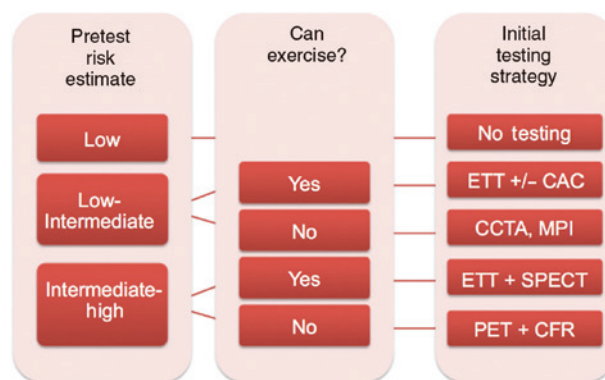 Pretest
risk
estimate
Can
exercise?
Initial
testing
strategy
Low
No testing
Low-
Intermediate
Yes
ETT +/– CAC
No
CCTA, MPI
Intermediate-
high
Yes
ETT + SPECT
No
PET + CFR